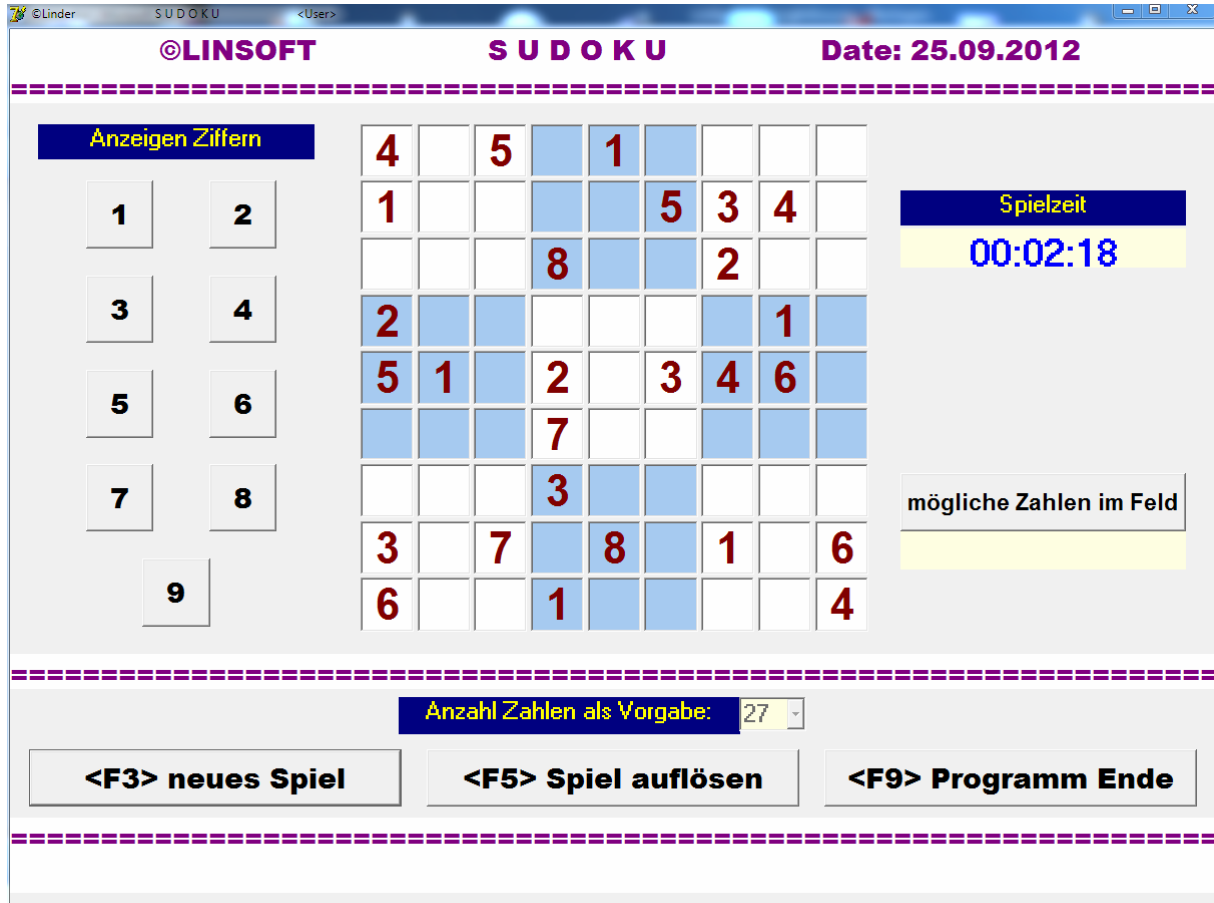 ©Linder SUDOKU <User>
©LINSOFT S U D O K U Date: 25.09.2012
Anzeigen Ziffern
1 2
3 4
5 6
7 8
9
4 5 1
1 5 3 4
8 2
2 1
5 1 2 3 4 6
7
3
3 7 8 1 6
6 1 4
Spielzeit
00:02:18
mögliche Zahlen im Feld
Anzahl Zahlen als Vorgabe: 27
<F3> neues Spiel <F5> Spiel auflösen <F9> Programm Ende